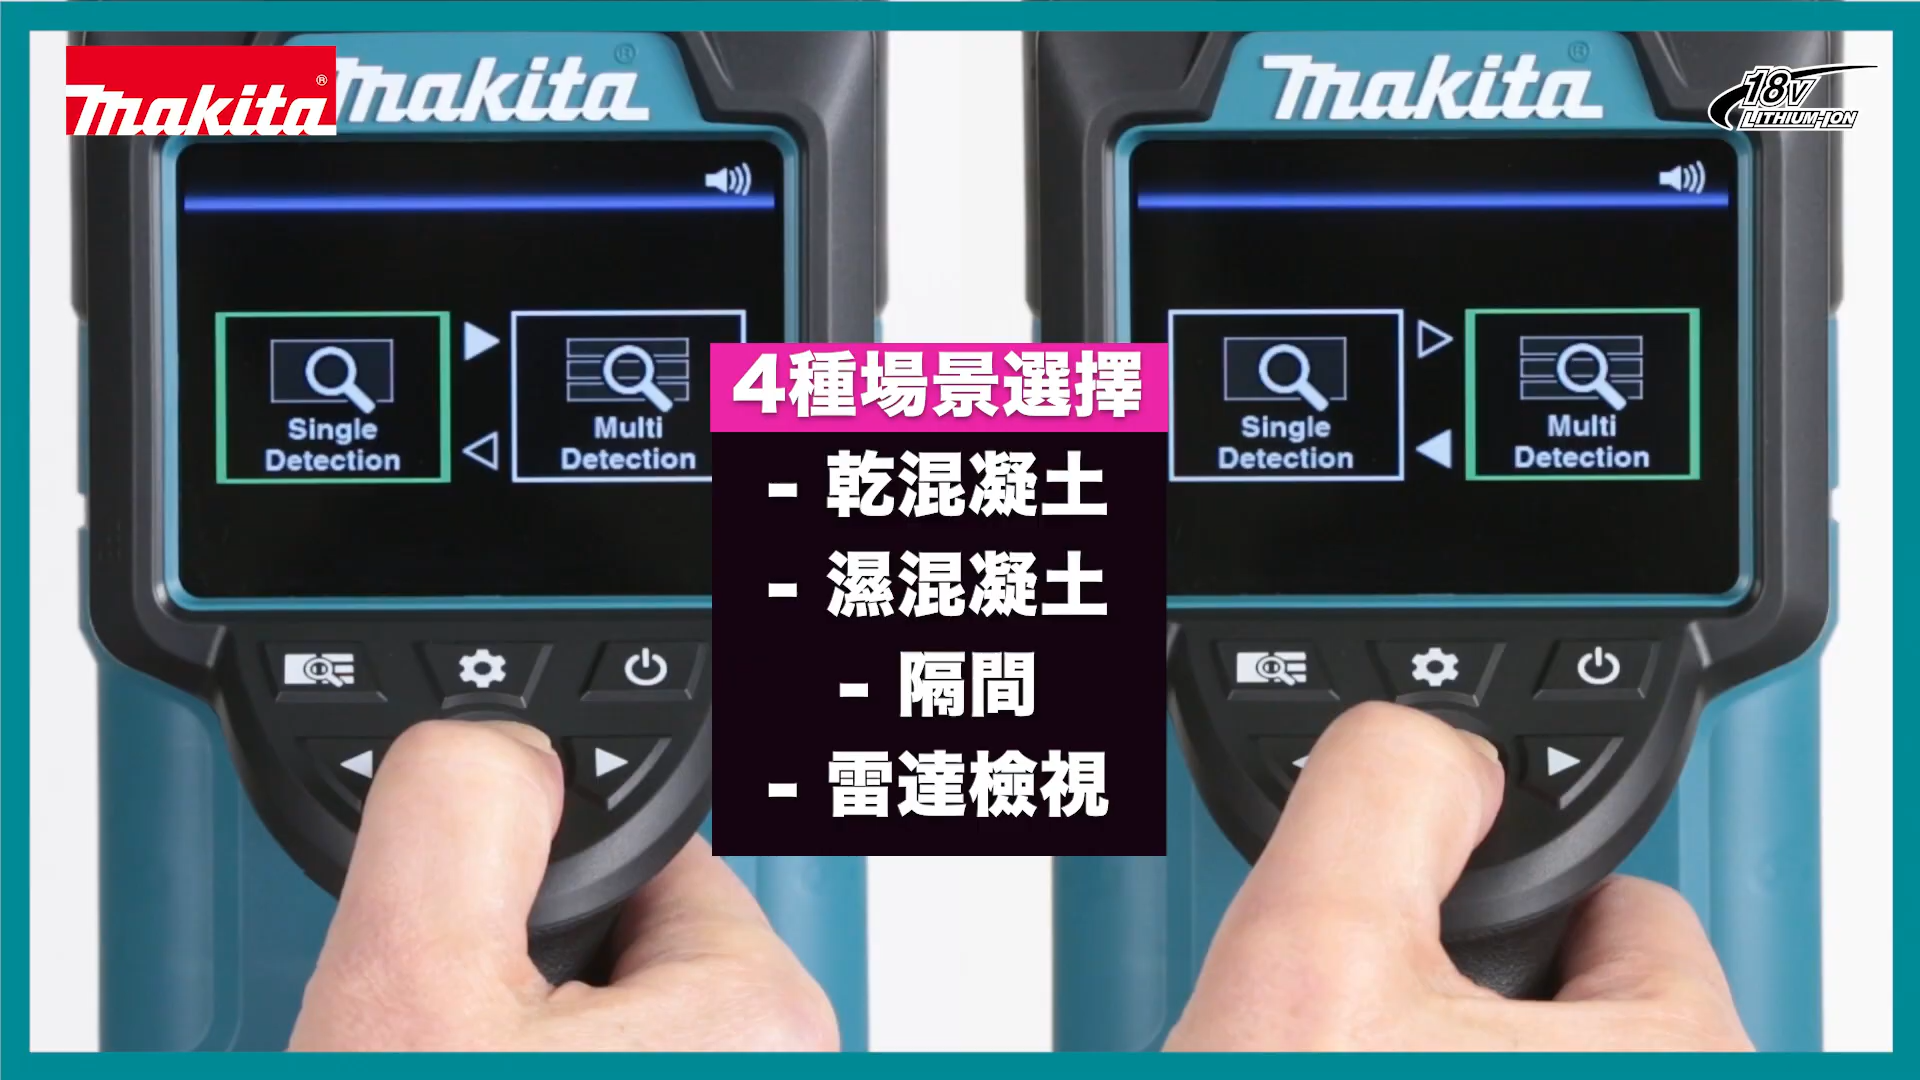 makita®
makita®
makita®
18V
LITHIUM-ION
Single
Detection
Multi
Detection
Single
Detection
Multi
Detection
4種場景選擇
- 乾混凝土
- 濕混凝土
- 隔間
- 雷達檢視